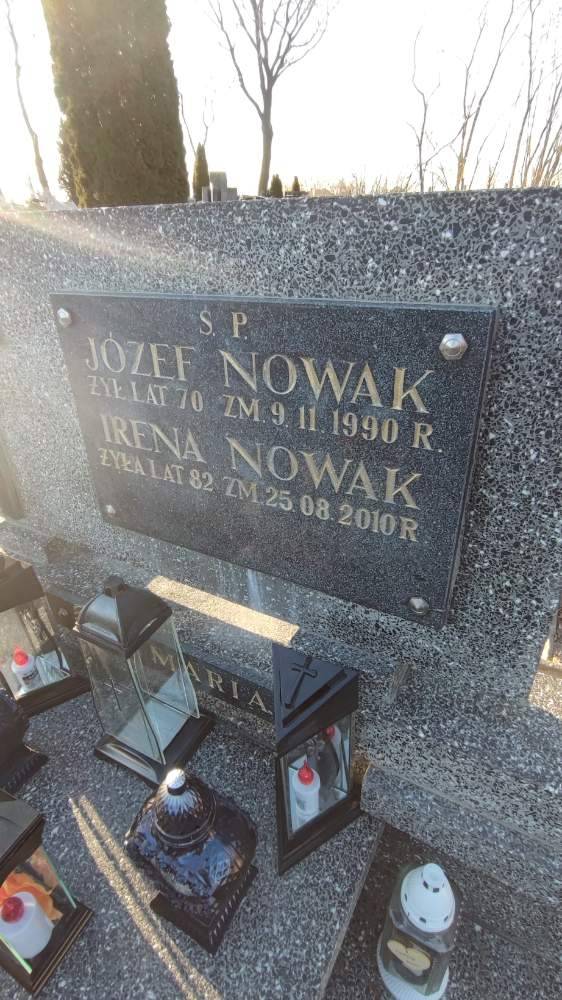 Ś. P.
JÓZEF NOWAK
ŻYŁ LAT 70 ZM. 9. 11. 1990 R.
IRENA NOWAK
ŻYŁA LAT 82 ZM. 25.08.2010 R
MARIA